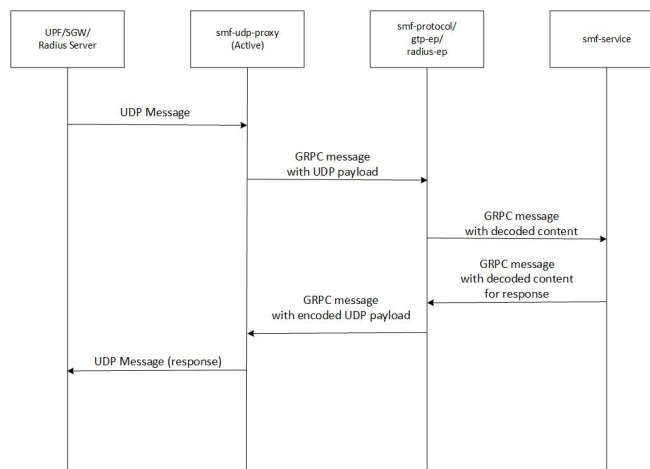 UPF/SGW/
Radius Server
smf-udp-proxy
(Active)
smf-protocol/
gtp-ep/
radius-ep
smf-service
UDP Message
GRPC message
with UDP payload
GRPC message
with decoded content
GRPC message
with decoded content
for response
GRPC message
with encoded UDP payload
UDP Message (response)